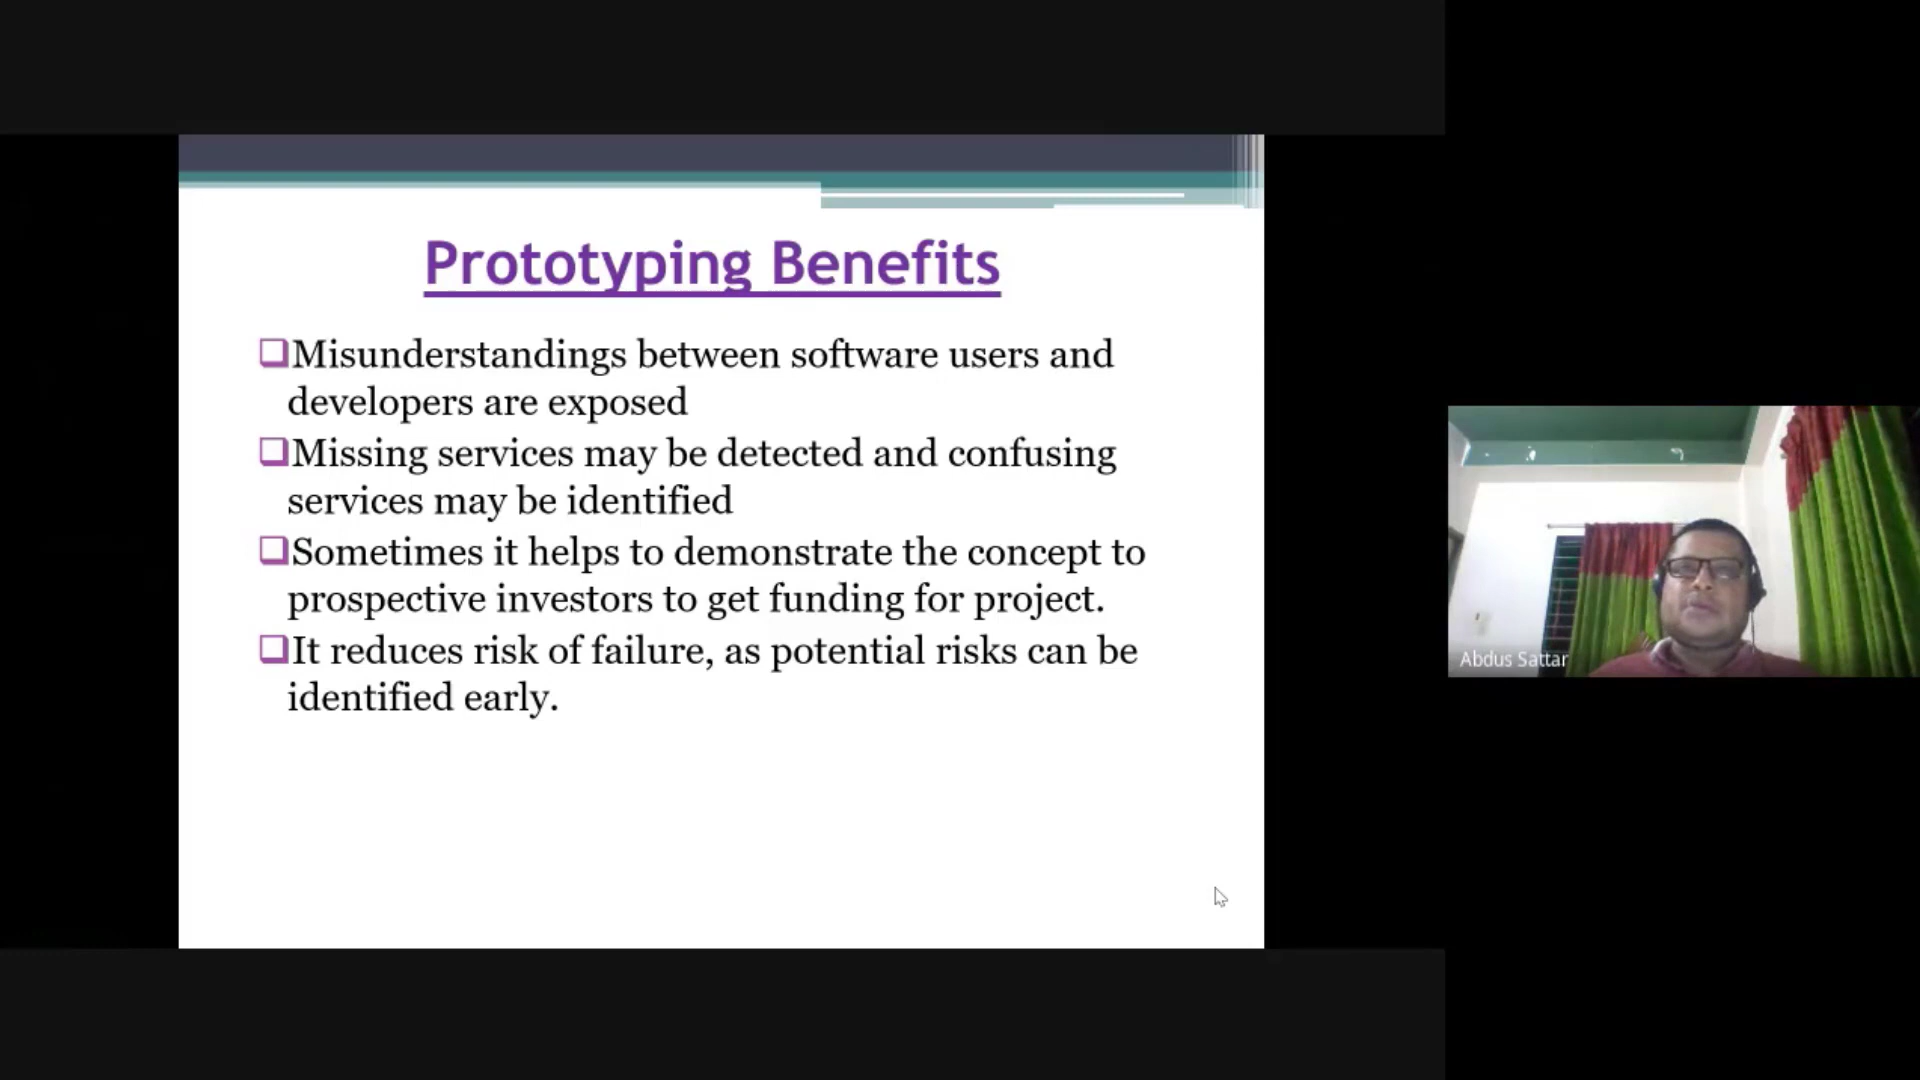 Prototyping Benefits
Misunderstandings between software users and
developers are exposed
Missing services may be detected and confusing
services may be identified
Sometimes it helps to demonstrate the concept to
prospective investors to get funding for project.
It reduces risk of failure, as potential risks can be
identified early.
Abdus Sattar